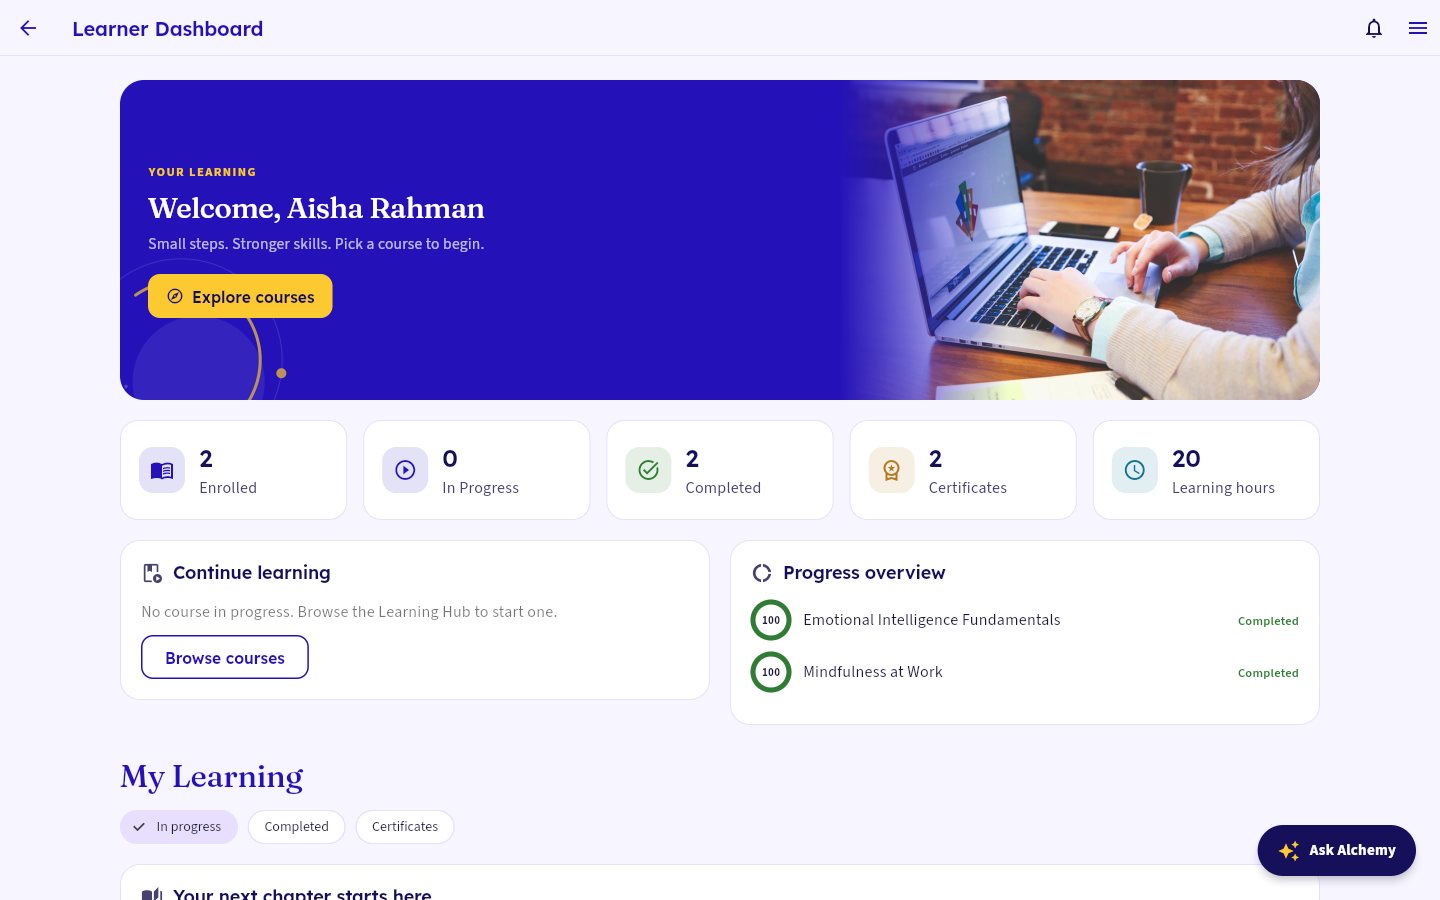 Learner Dashboard
YOUR LEARNING
Welcome, Aisha Rahman
Small steps. Stronger skills. Pick a course to begin.
Explore courses
2
Enrolled
0
In Progress
2
Completed
2
Certificates
20
Learning hours
Continue learning
No course in progress. Browse the Learning Hub to start one.
Browse courses
Progress overview
100 Emotional Intelligence Fundamentals Completed
100 Mindfulness at Work Completed
My Learning
In progress Completed Certificates
Ask Alchemy
Your next chapter starts here